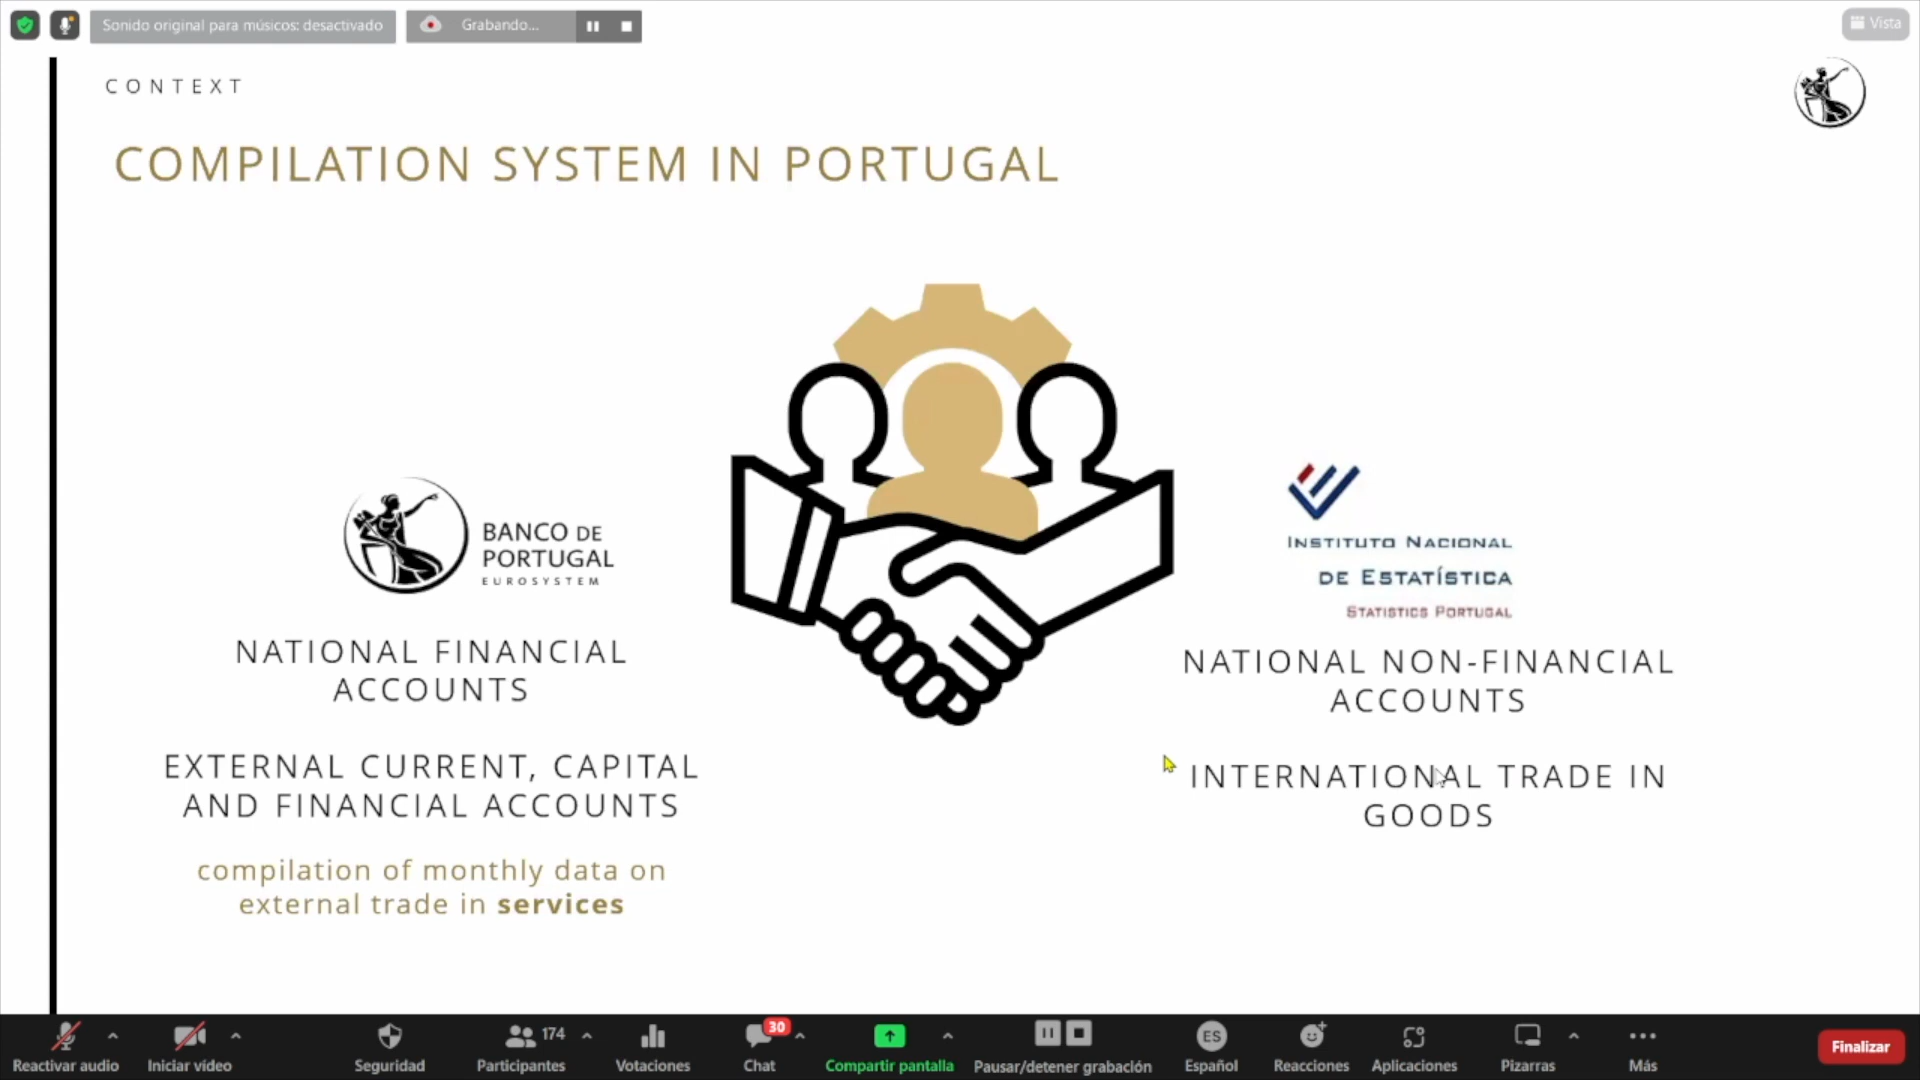 Sonido original para músicos: desactivado
Grabando...
Vista
CONTEXT
COMPILATION SYSTEM IN PORTUGAL
BANCO DE
PORTUGAL
EUROSYSTEM
NATIONAL FINANCIAL
ACCOUNTS
EXTERNAL CURRENT, CAPITAL
AND FINANCIAL ACCOUNTS
compilation of monthly data on
external trade in services
INSTITUTO NACIONAL
DE ESTATÍSTICA
STATISTICS PORTUGAL
NATIONAL NON-FINANCIAL
ACCOUNTS
INTERNATIONAL TRADE IN
GOODS
Reactivar audio
Iniciar vídeo
Seguridad
174
Participantes
Votaciones
30
Chat
Compartir pantalla
Pausar/detener grabación
ES
Español
Reacciones
Aplicaciones
Pizarras
Más
Finalizar